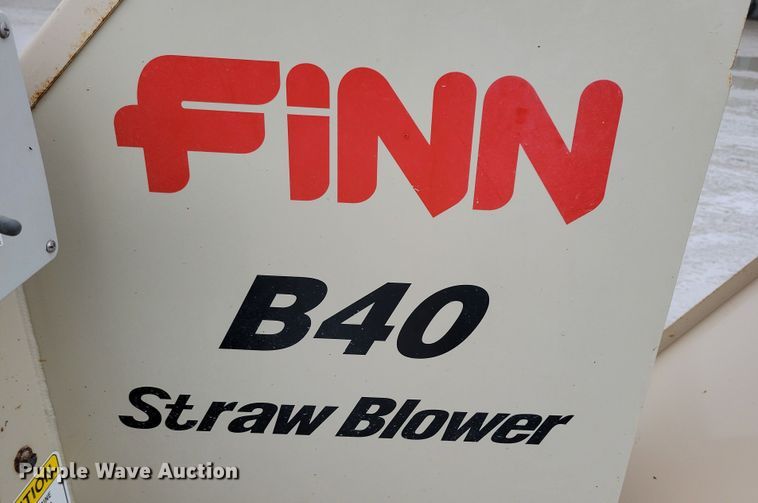 FINN
B40
Straw Blower
Purple Wave Auction